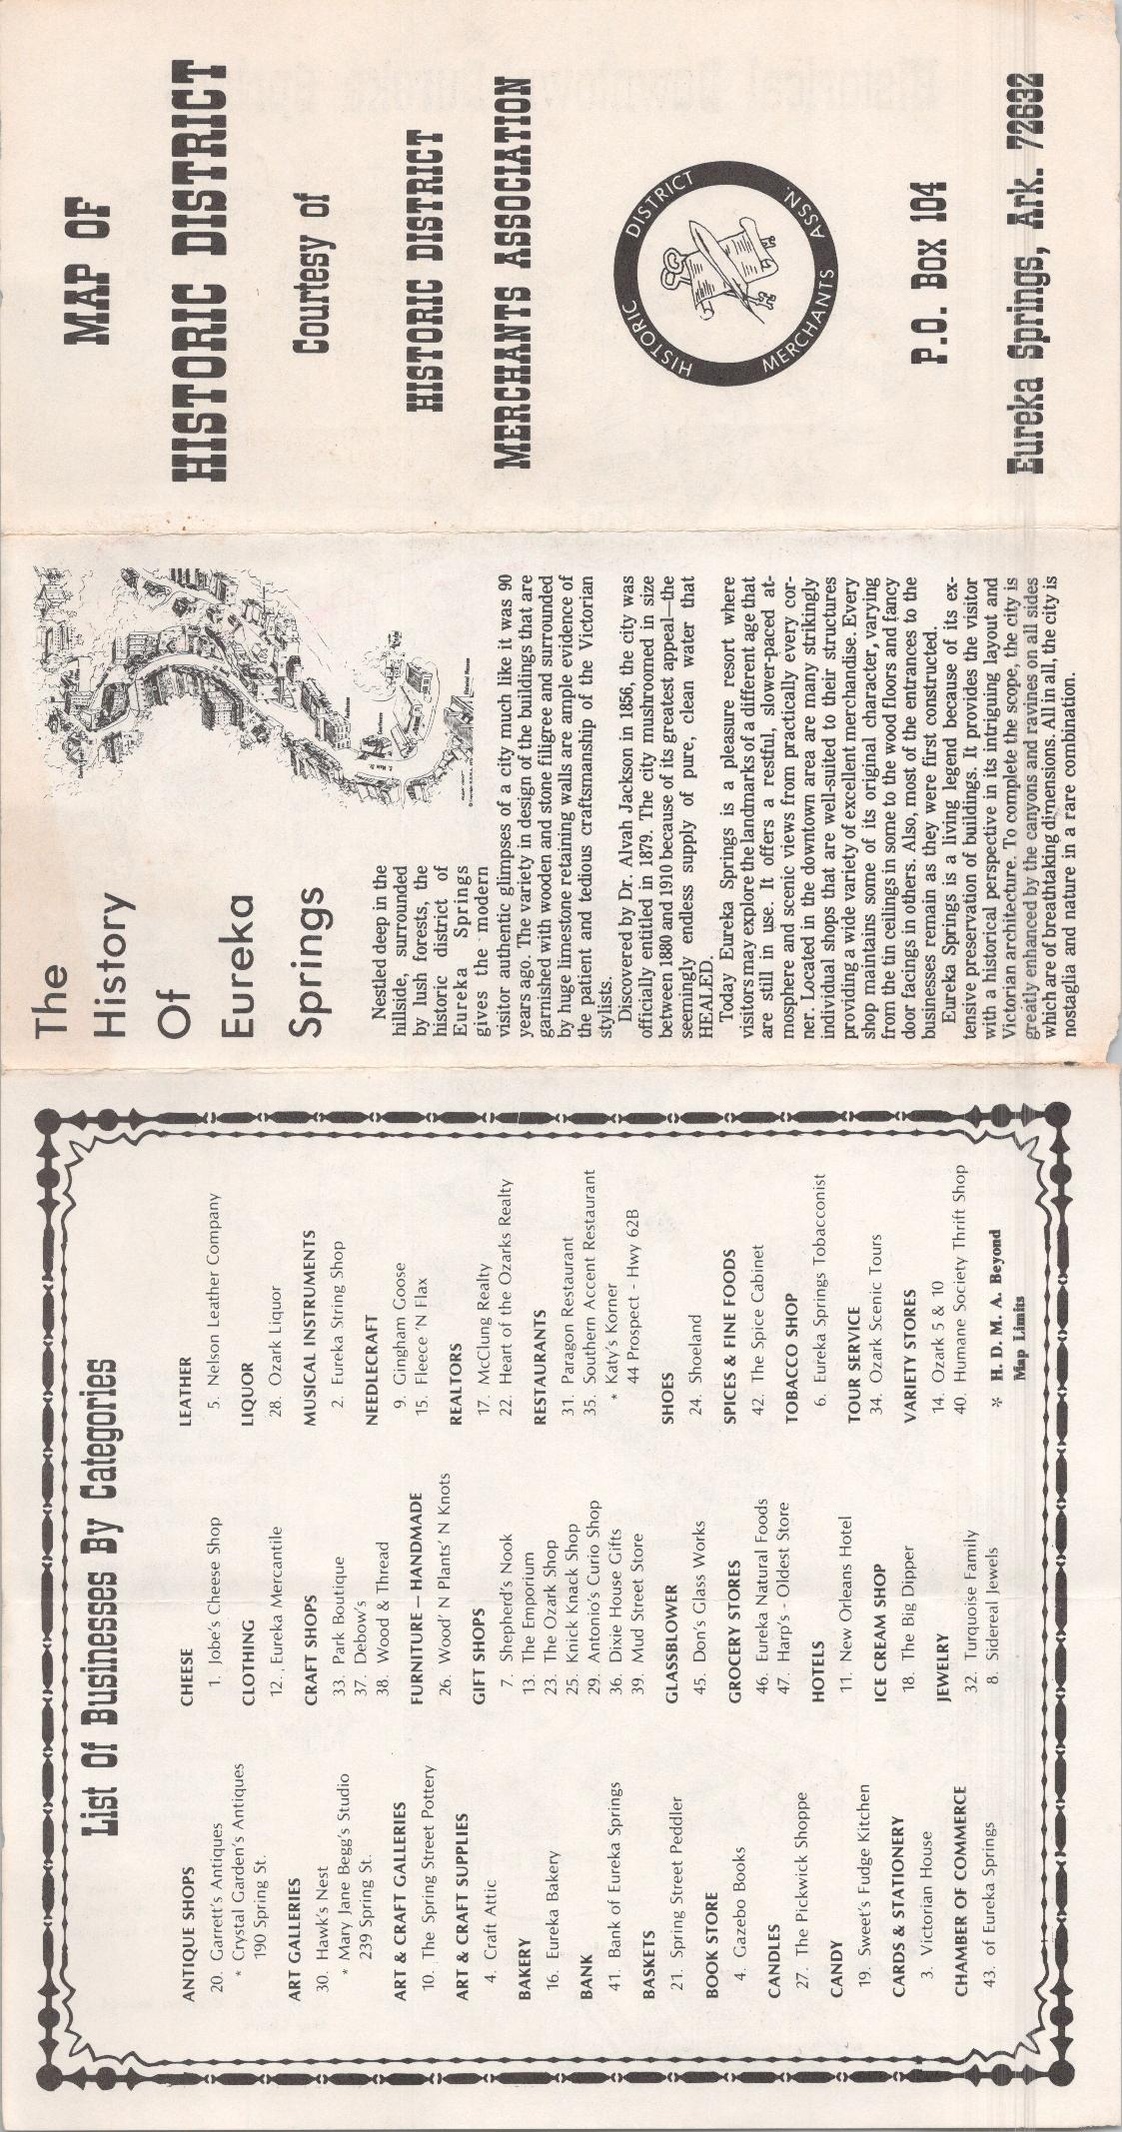 MAP OF
HISTORIC DISTRICT
Courtesy of
HISTORIC DISTRICT
MERCHANTS ASSOCIATION
HISTORIC DISTRICT
MERCHANTS ASSN.
P.O. Box 104
Eureka Springs, Ark. 72632
The
History
Of
Eureka
Springs
Nestled deep in the
hillside, surrounded
by lush forests, the
historic district of
Eureka Springs
gives the modern
visitor authentic glimpses of a city much like it was 90
years ago. The variety in design of the buildings that are
garnished with wooden and stone filigree and surrounded
by huge limestone retaining walls are ample evidence of
the patient and tedious craftsmanship of the Victorian
stylists.
Discovered by Dr. Alvah Jackson in 1856, the city was
officially entitled in 1879. The city mushroomed in size
between 1880 and 1910 because of its greatest appeal—the
seemingly endless supply of pure, clean water that
HEALED.
Today Eureka Springs is a pleasure resort where
visitors may explore the landmarks of a different age that
are still in use. It offers a restful, slower-paced at-
mosphere and scenic views from practically every cor-
ner. Located in the downtown area are many strikingly
individual shops that are well-suited to their structures
providing a wide variety of excellent merchandise. Every
shop maintains some of its original character, varying
from the tin ceilings in some to the wood floors and fancy
door facings in others. Also, most of the entrances to the
businesses remain as they were first constructed.
Eureka Springs is a living legend because of its ex-
tensive preservation of buildings. It provides the visitor
with a historical perspective in its intriguing layout and
Victorian architecture. To complete the scope, the city is
greatly enhanced by the canyons and ravines on all sides
which are of breathtaking dimensions. All in all, the city is
nostaglia and nature in a rare combination.
List Of Businesses By Categories
ANTIQUE SHOPS
20. Garrett's Antiques
* Crystal Garden's Antiques
190 Spring St.
ART GALLERIES
30. Hawk's Nest
* Mary Jane Begg's Studio
239 Spring St.
ART & CRAFT GALLERIES
10. The Spring Street Pottery
ART & CRAFT SUPPLIES
4. Craft Attic
BAKERY
16. Eureka Bakery
BANK
41. Bank of Eureka Springs
BASKETS
21. Spring Street Peddler
BOOK STORE
4. Gazebo Books
CANDLES
27. The Pickwick Shoppe
CANDY
19. Sweet's Fudge Kitchen
CARDS & STATIONERY
3. Victorian House
CHAMBER OF COMMERCE
43. of Eureka Springs
CHEESE
1. Jobe's Cheese Shop
CLOTHING
12. Eureka Mercantile
CRAFT SHOPS
33. Park Boutique
37. Debow's
38. Wood & Thread
FURNITURE — HANDMADE
26. Wood' N Plants' N Knots
GIFT SHOPS
7. Shepherd's Nook
13. The Emporium
23. The Ozark Shop
25. Knick Knack Shop
29. Antonio's Curio Shop
36. Dixie House Gifts
39. Mud Street Store
GLASSBLOWER
45. Don's Glass Works
GROCERY STORES
46. Eureka Natural Foods
47. Harp's - Oldest Store
HOTELS
11. New Orleans Hotel
ICE CREAM SHOP
18. The Big Dipper
JEWELRY
32. Turquoise Family
8. Sidereal Jewels
LEATHER
5. Nelson Leather Company
LIQUOR
28. Ozark Liquor
MUSICAL INSTRUMENTS
2. Eureka String Shop
NEEDLECRAFT
9. Gingham Goose
15. Fleece 'N Flax
REALTORS
17. McClung Realty
22. Heart of the Ozarks Realty
RESTAURANTS
31. Paragon Restaurant
35. Southern Accent Restaurant
* Katy's Korner
44 Prospect - Hwy 62B
SHOES
24. Shoeland
SPICES & FINE FOODS
42. The Spice Cabinet
TOBACCO SHOP
6. Eureka Springs Tobacconist
TOUR SERVICE
34. Ozark Scenic Tours
VARIETY STORES
14. Ozark 5 & 10
40. Humane Society Thrift Shop
* H. D. M. A. Beyond
Map Limits